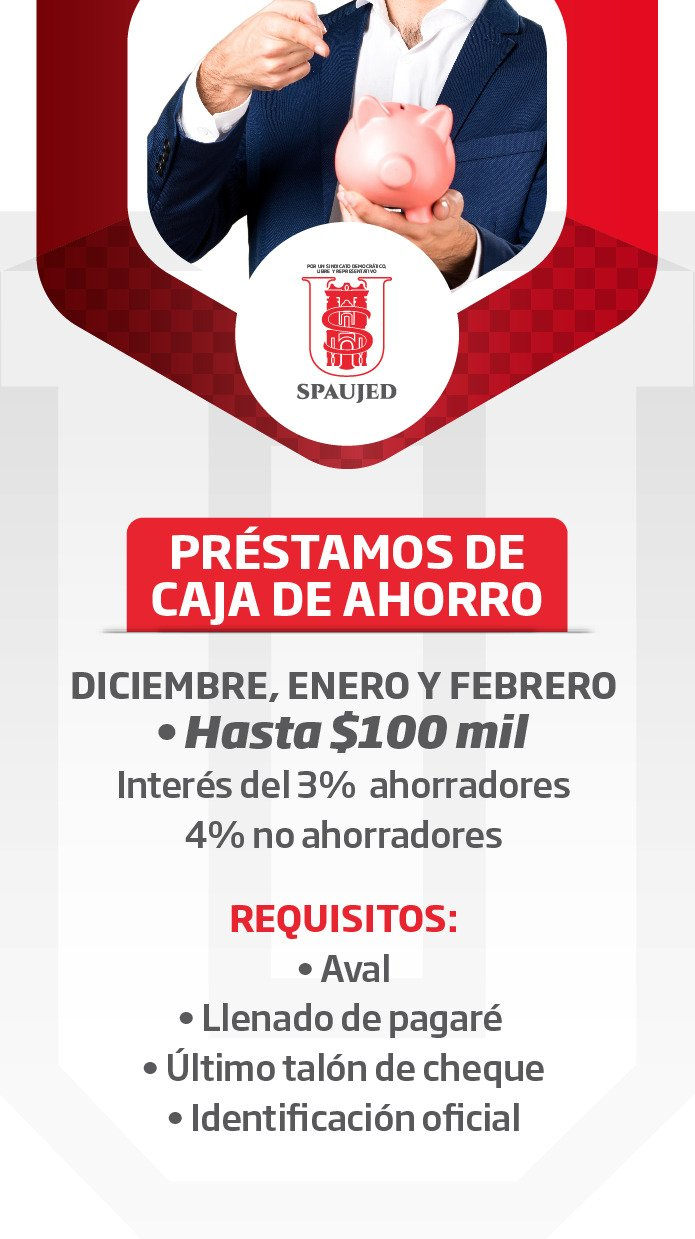 POR UN SINDICATO DEMOCRÁTICO,
LIBRE Y REPRESENTATIVO
SPAUJED
PRÉSTAMOS DE
CAJA DE AHORRO
DICIEMBRE, ENERO Y FEBRERO
• Hasta $100 mil
Interés del 3% ahorradores
4% no ahorradores
REQUISITOS:
• Aval
• Llenado de pagaré
• Último talón de cheque
• Identificación oficial